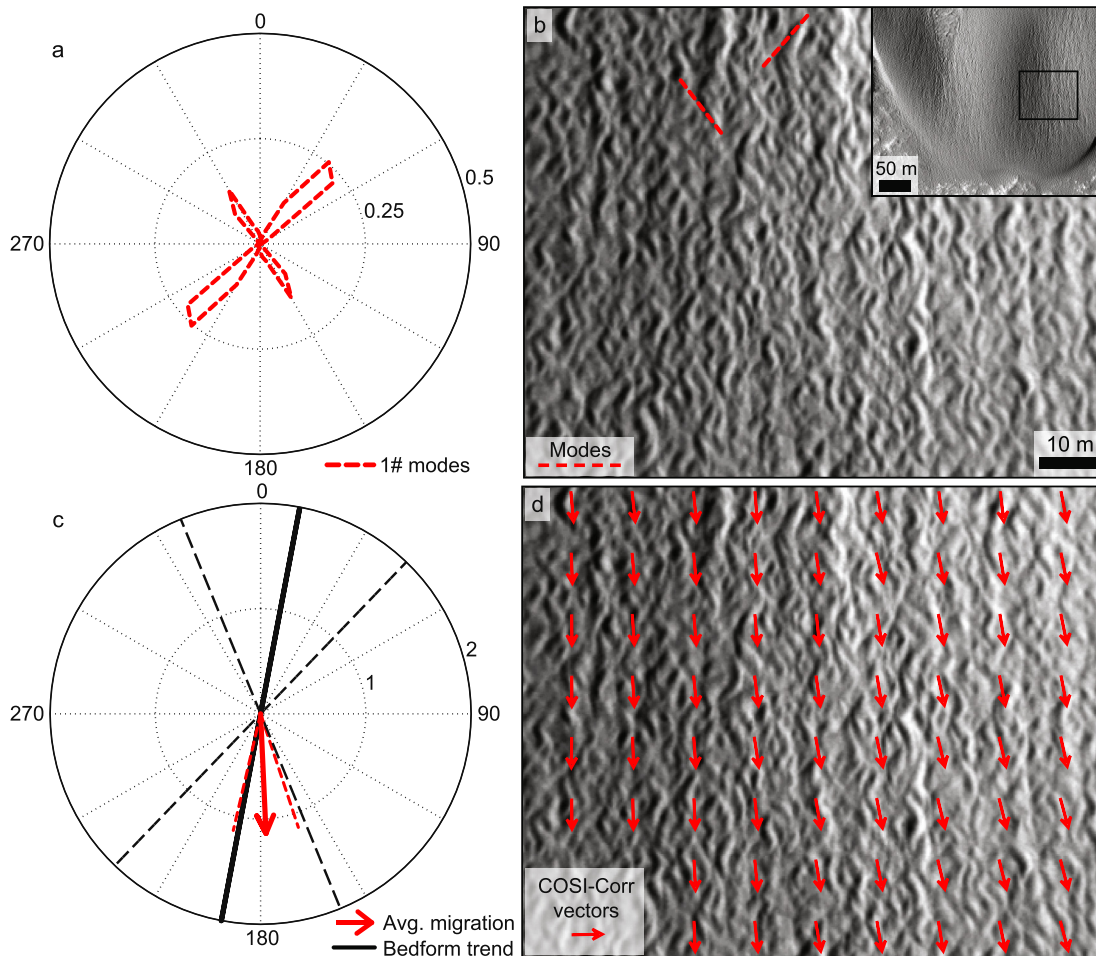 a
0
0.5
0.25
270
90
180
1# modes
b
50 m
Modes
10 m
c
0
2
1
270
90
180
Avg. migration
Bedform trend
d
COSI-Corr
vectors